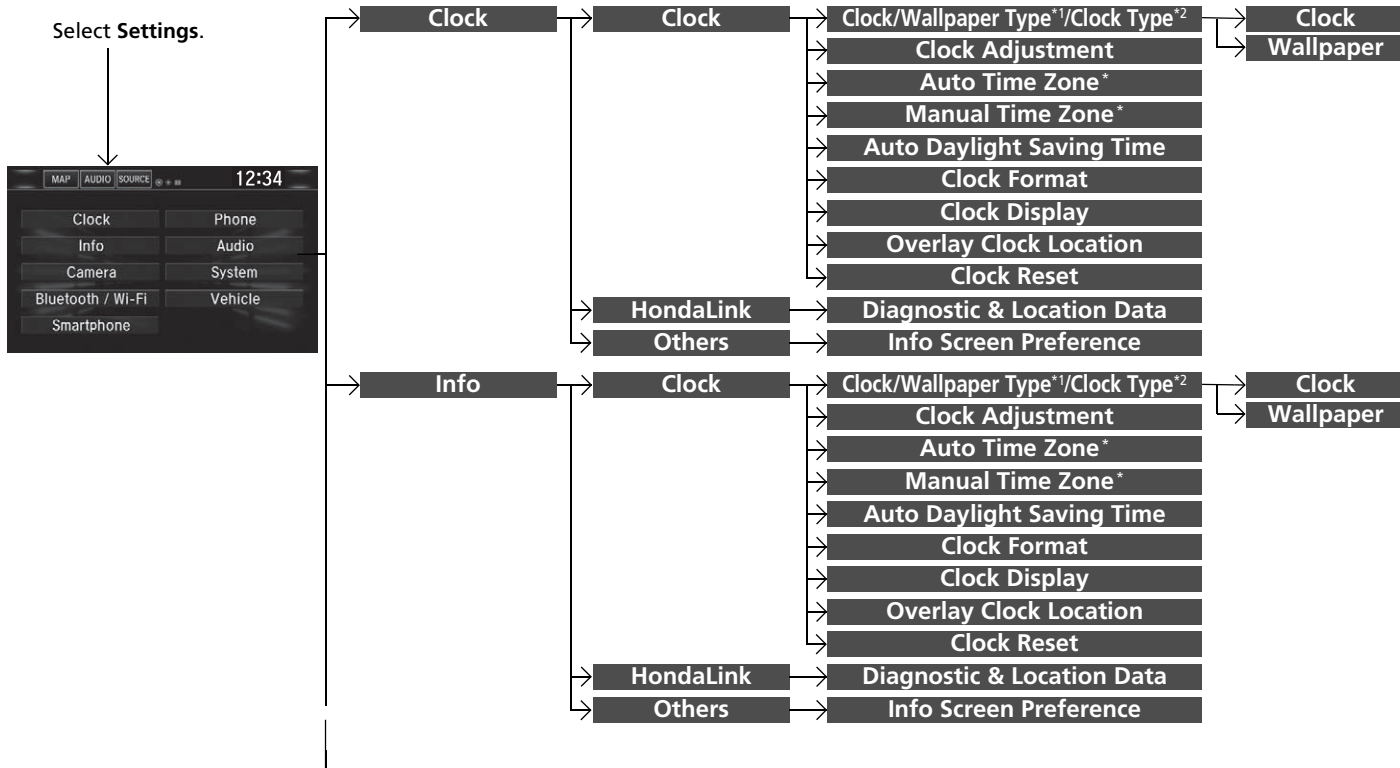 Select Settings.
MAP AUDIO SOURCE 12:34
Clock Phone
Info Audio
Camera System
Bluetooth / Wi-Fi Vehicle
Smartphone
Clock
Clock
Clock/Wallpaper Type*1/Clock Type*2
Clock
Wallpaper
Clock Adjustment
Auto Time Zone*
Manual Time Zone*
Auto Daylight Saving Time
Clock Format
Clock Display
Overlay Clock Location
Clock Reset
HondaLink
Diagnostic & Location Data
Others
Info Screen Preference
Info
Clock
Clock/Wallpaper Type*1/Clock Type*2
Clock
Wallpaper
Clock Adjustment
Auto Time Zone*
Manual Time Zone*
Auto Daylight Saving Time
Clock Format
Clock Display
Overlay Clock Location
Clock Reset
HondaLink
Diagnostic & Location Data
Others
Info Screen Preference